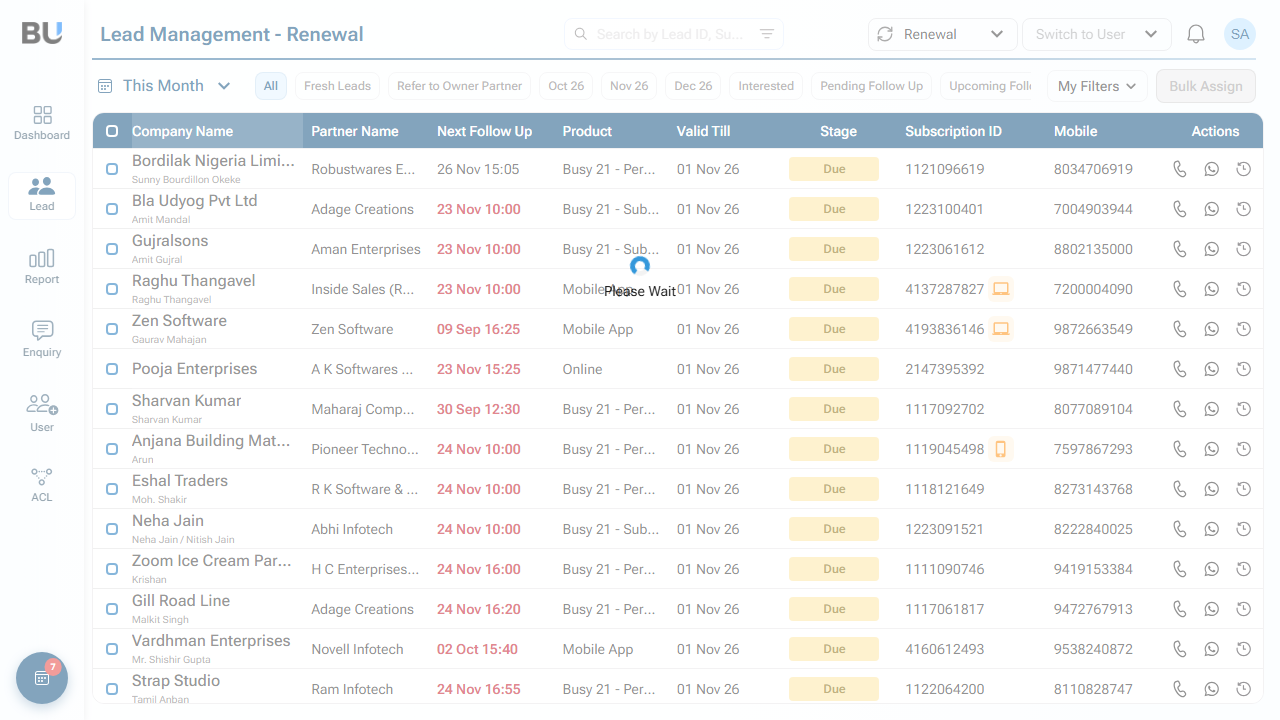 BU
Lead Management - Renewal
Search by Lead ID, Su...
Renewal
Switch to User
SA
This Month
All
Fresh Leads
Refer to Owner Partner
Oct 26
Nov 26
Dec 26
Interested
Pending Follow Up
Upcoming Foll
My Filters
Bulk Assign
Dashboard
Lead
Report
Enquiry
User
ACL
7
Company Name Partner Name Next Follow Up Product Valid Till Stage Subscription ID Mobile Actions
Bordilak Nigeria Limi... Robustwares E... 26 Nov 15:05 Busy 21 - Per... 01 Nov 26 Due 1121096619 8034706919
Sunny Bourdillon Okeke
Bla Udyog Pvt Ltd Adage Creations 23 Nov 10:00 Busy 21 - Sub... 01 Nov 26 Due 1223100401 7004903944
Amit Mandal
Gujralsons Aman Enterprises 23 Nov 10:00 Busy 21 - Sub... 01 Nov 26 Due 1223061612 8802135000
Amit Gujral
Raghu Thangavel Inside Sales (R... 23 Nov 10:00 Mobile App 01 Nov 26 Due 4137287827 7200004090
Raghu Thangavel
Please Wait
Zen Software Zen Software 09 Sep 16:25 Mobile App 01 Nov 26 Due 4193836146 9872663549
Gaurav Mahajan
Pooja Enterprises A K Softwares ... 23 Nov 15:25 Online 01 Nov 26 Due 2147395392 9871477440
Sharvan Kumar Maharaj Comp... 30 Sep 12:30 Busy 21 - Per... 01 Nov 26 Due 1117092702 8077089104
Sharvan Kumar
Anjana Building Mat... Pioneer Techno... 24 Nov 10:00 Busy 21 - Per... 01 Nov 26 Due 1119045498 7597867293
Arun
Eshal Traders R K Software & ... 24 Nov 10:00 Busy 21 - Per... 01 Nov 26 Due 1118121649 8273143768
Moh. Shakir
Neha Jain Abhi Infotech 24 Nov 10:00 Busy 21 - Sub... 01 Nov 26 Due 1223091521 8222840025
Neha Jain / Nitish Jain
Zoom Ice Cream Par... H C Enterprises... 24 Nov 16:00 Busy 21 - Per... 01 Nov 26 Due 1111090746 9419153384
Krishan
Gill Road Line Adage Creations 24 Nov 16:20 Busy 21 - Per... 01 Nov 26 Due 1117061817 9472767913
Malkit Singh
Vardhman Enterprises Novell Infotech 02 Oct 15:40 Mobile App 01 Nov 26 Due 4160612493 9538240872
Mr. Shishir Gupta
Strap Studio Ram Infotech 24 Nov 16:55 Busy 21 - Per... 01 Nov 26 Due 1122064200 8110828747
Tamil Anban